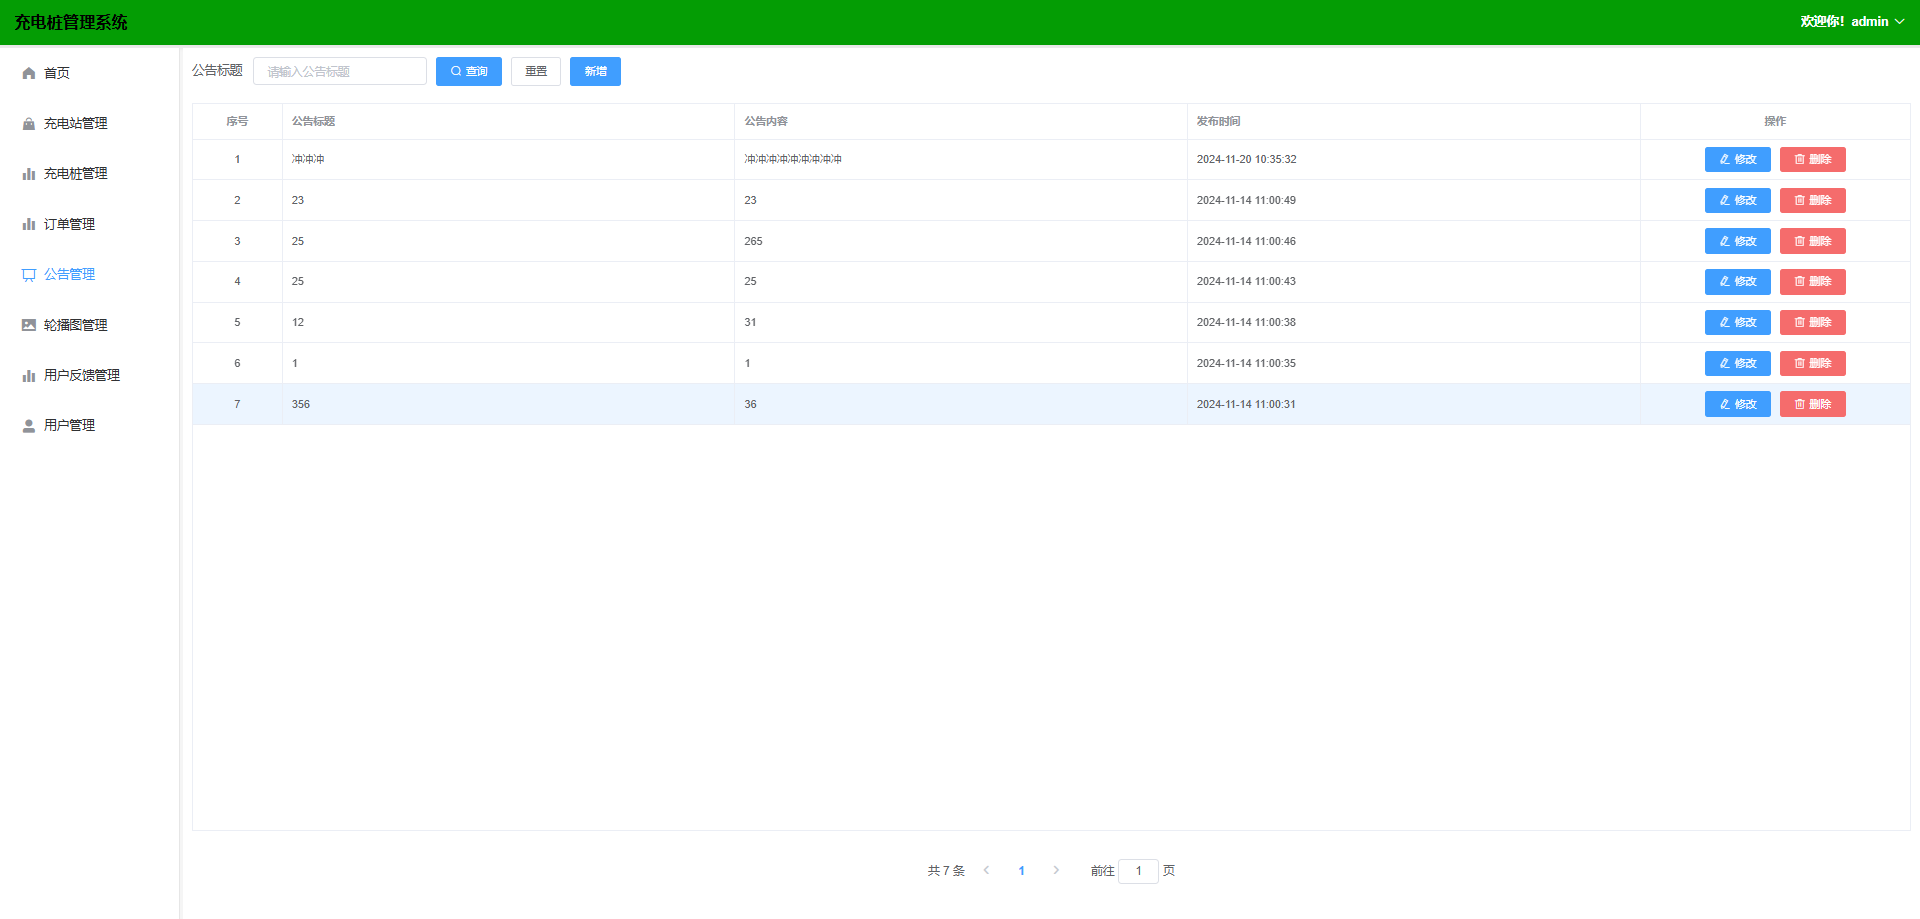 充电桩管理系统
欢迎你！admin
首页
充电站管理
充电桩管理
订单管理
公告管理
轮播图管理
用户反馈管理
用户管理
公告标题 请输入公告标题 查询 重置 新增
序号 公告标题 公告内容 发布时间 操作
1 冲冲冲 冲冲冲冲冲冲冲冲冲 2024-11-20 10:35:32 修改 删除
2 23 23 2024-11-14 11:00:49 修改 删除
3 25 265 2024-11-14 11:00:46 修改 删除
4 25 25 2024-11-14 11:00:43 修改 删除
5 12 31 2024-11-14 11:00:38 修改 删除
6 1 1 2024-11-14 11:00:35 修改 删除
7 356 36 2024-11-14 11:00:31 修改 删除
共 7 条 1 前往 1 页